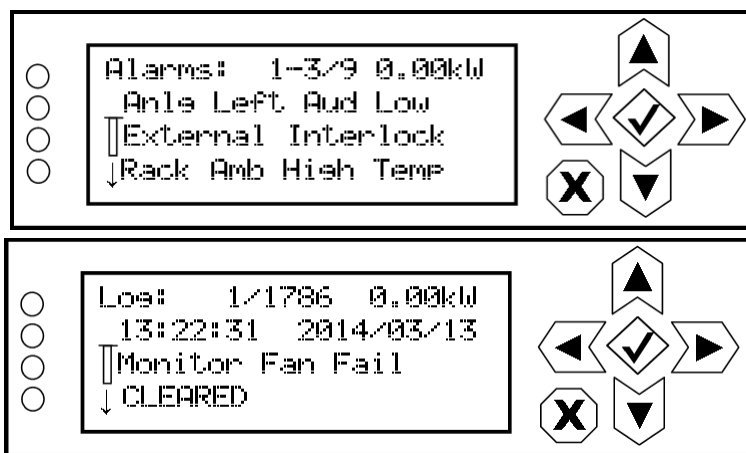 Alarms: 1-3/9 0.00kW
Anlg Left Aud Low
External Interlock
↓Rack Amb High Temp
X
Log: 1/1786 0.00kW
13:22:31 2014/03/13
Monitor Fan Fail
↓ CLEARED
X